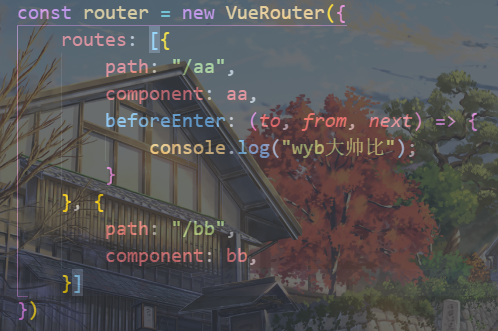 const router = new VueRouter({
    routes: [{
        path: "/aa",
        component: aa,
        beforeEnter: (to, from, next) => {
            console.log("wyb大帅比");
        }
    }, {
        path: "/bb",
        component: bb,
    }]
})